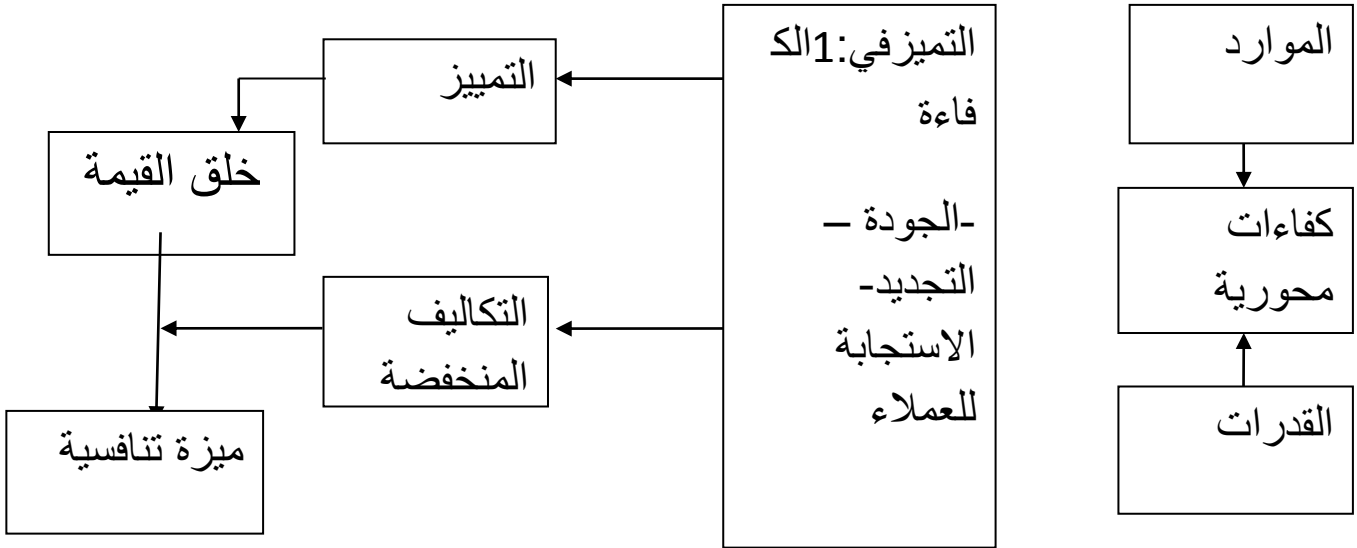 الموارد
كفاءات
محورية
القدرات
التميزفي:1الك
فاءة
-الجودة –
التجديد-
الاستجابة
للعملاء
التمييز
التكاليف
المنخفضة
خلق القيمة
ميزة تنافسية